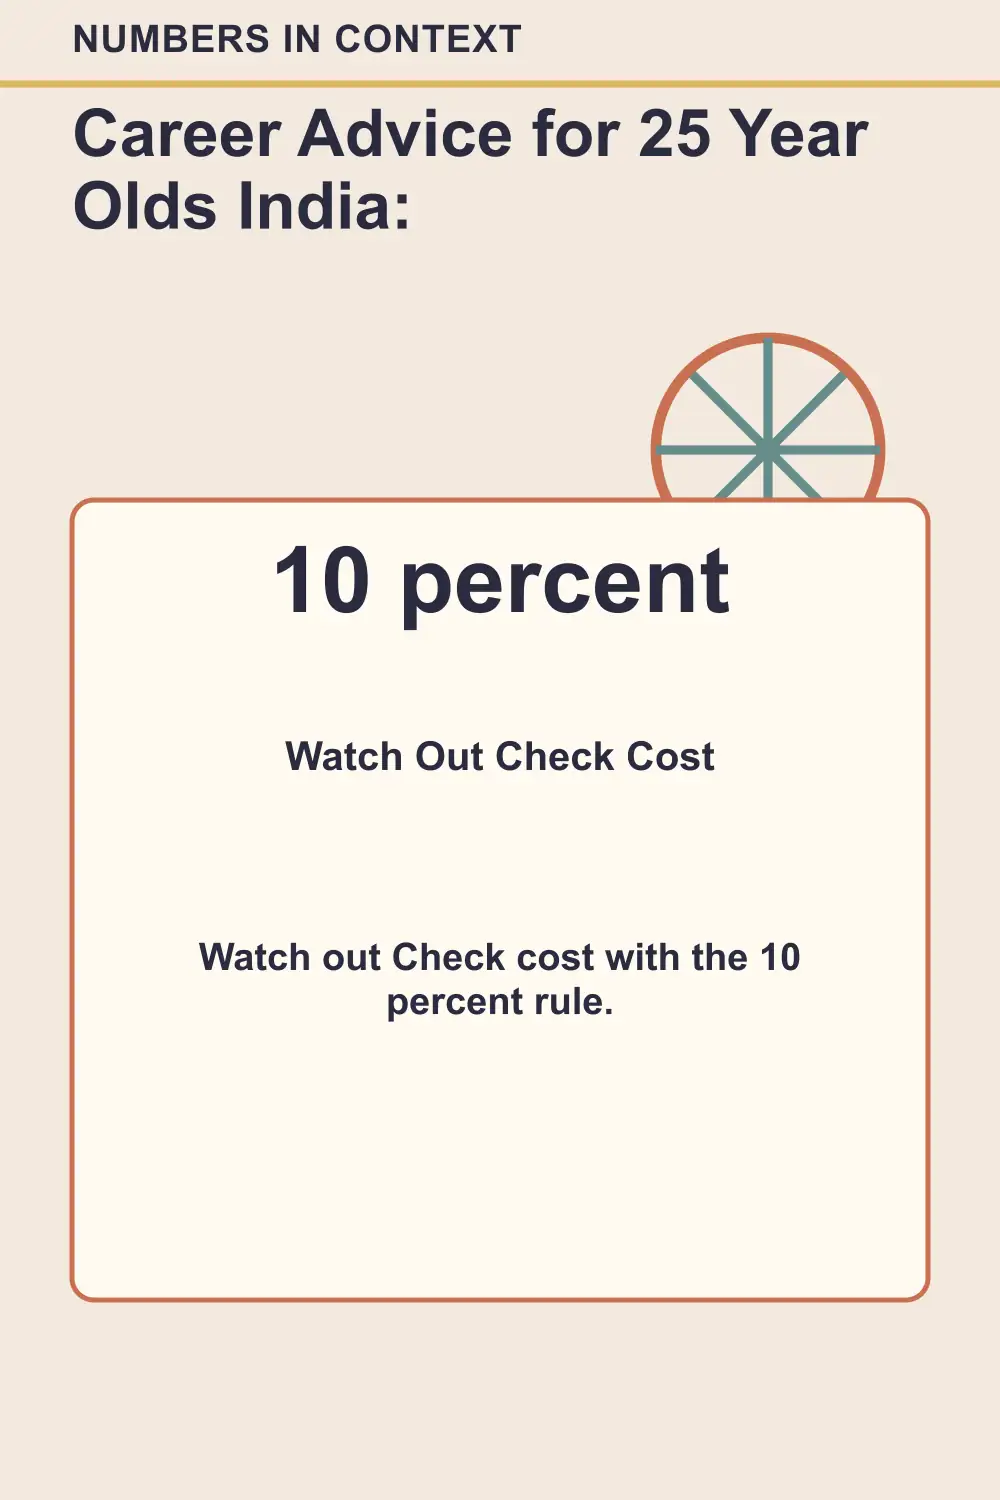 NUMBERS IN CONTEXT
Career Advice for 25 Year
Olds India:
10 percent
Watch Out Check Cost
Watch out Check cost with the 10
percent rule.